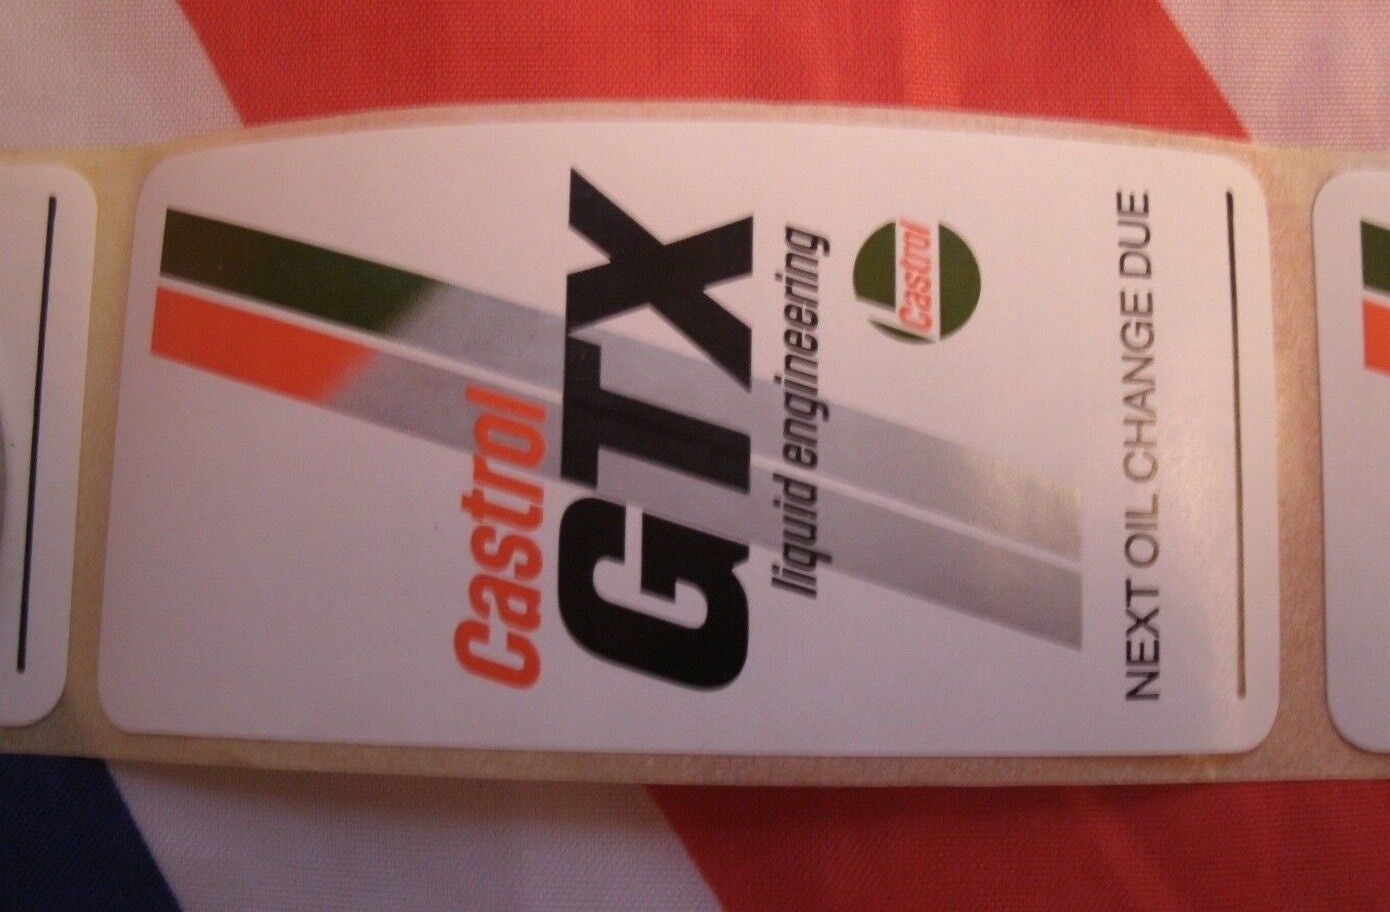 Castrol
GTX
liquid engineering
Castrol
NEXT OIL CHANGE DUE